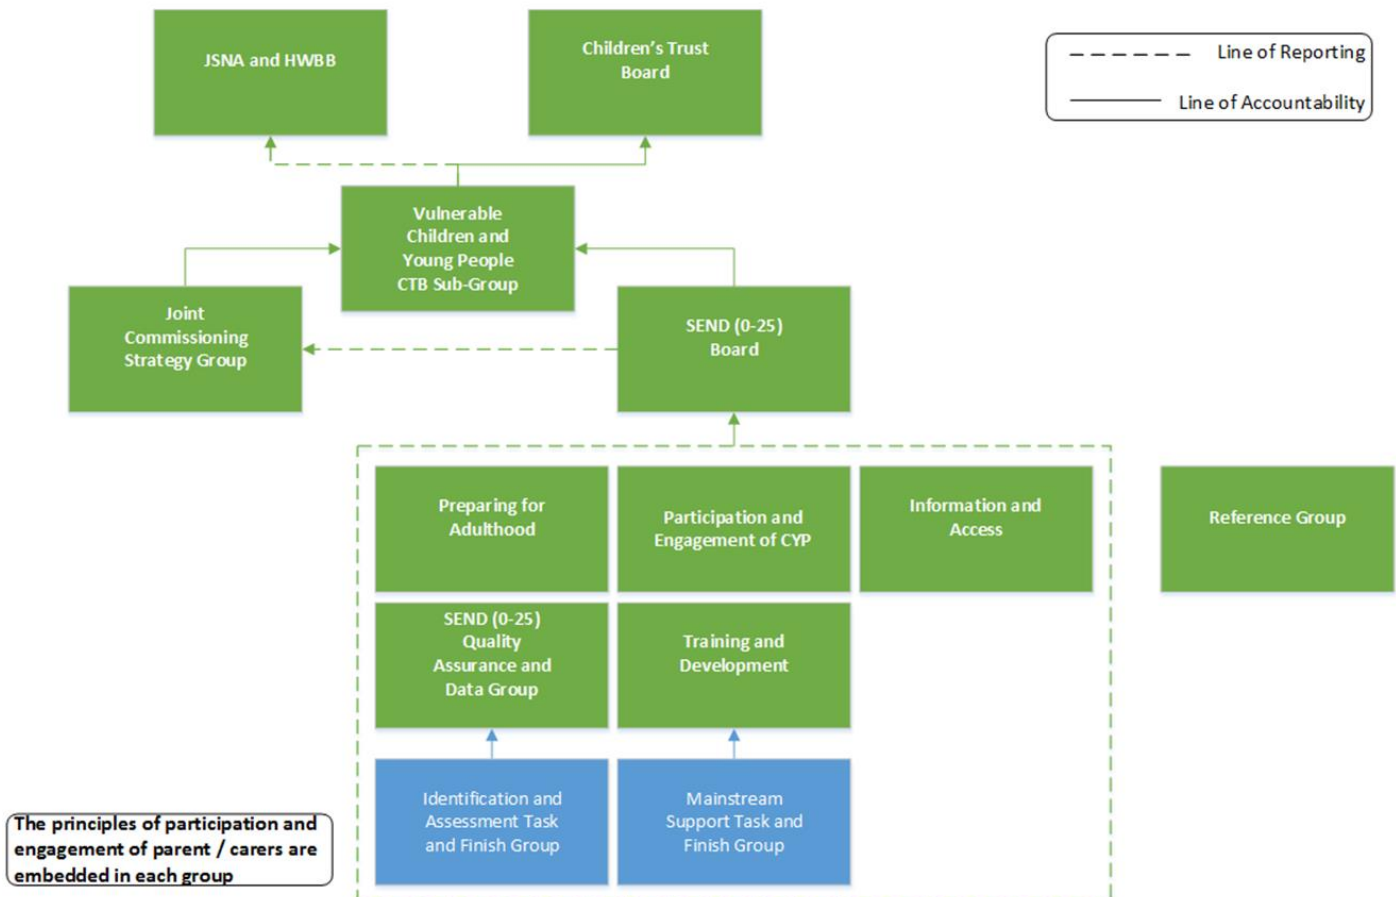 JSNA and HWBB
Children's Trust
Board
Line of Reporting
Line of Accountability
Vulnerable
Children and
Young People
CTB Sub-Group
Joint
Commissioning
Strategy Group
SEND (0-25)
Board
Preparing for
Adulthood
Participation and
Engagement of CYP
Information and
Access
Reference Group
SEND (0-25)
Quality
Assurance and
Data Group
Training and
Development
Identification and
Assessment Task
and Finish Group
Mainstream
Support Task and
Finish Group
The principles of participation and
engagement of parent / carers are
embedded in each group